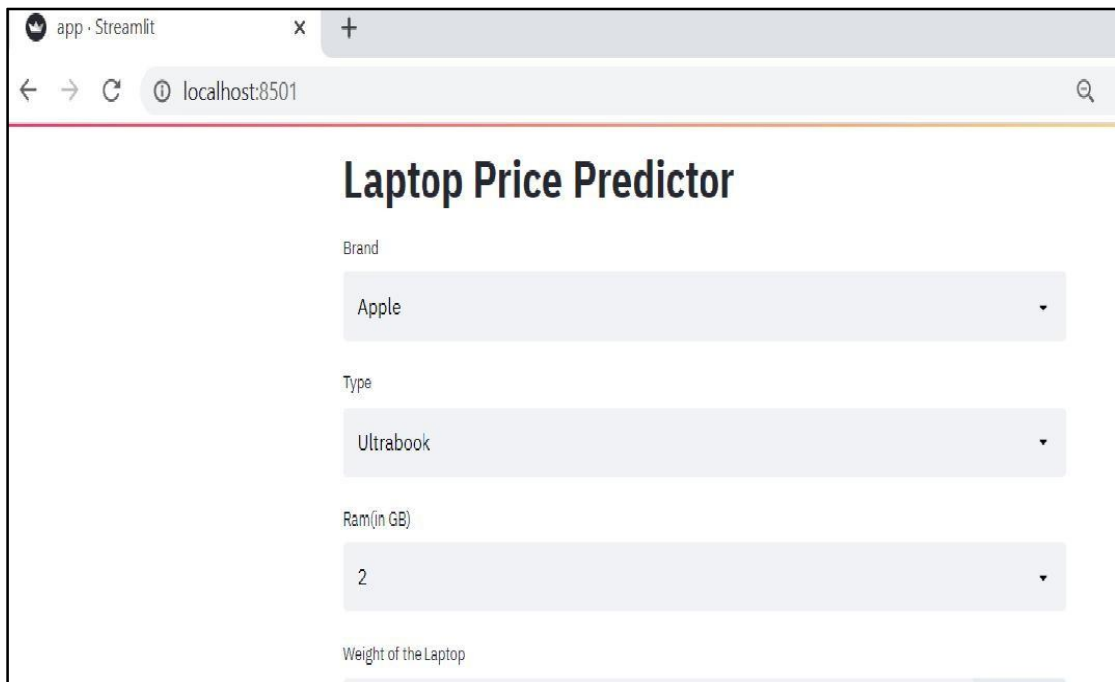 app · Streamlit
localhost:8501
Laptop Price Predictor
Brand
Apple
Type
Ultrabook
Ram(in GB)
2
Weight of the Laptop